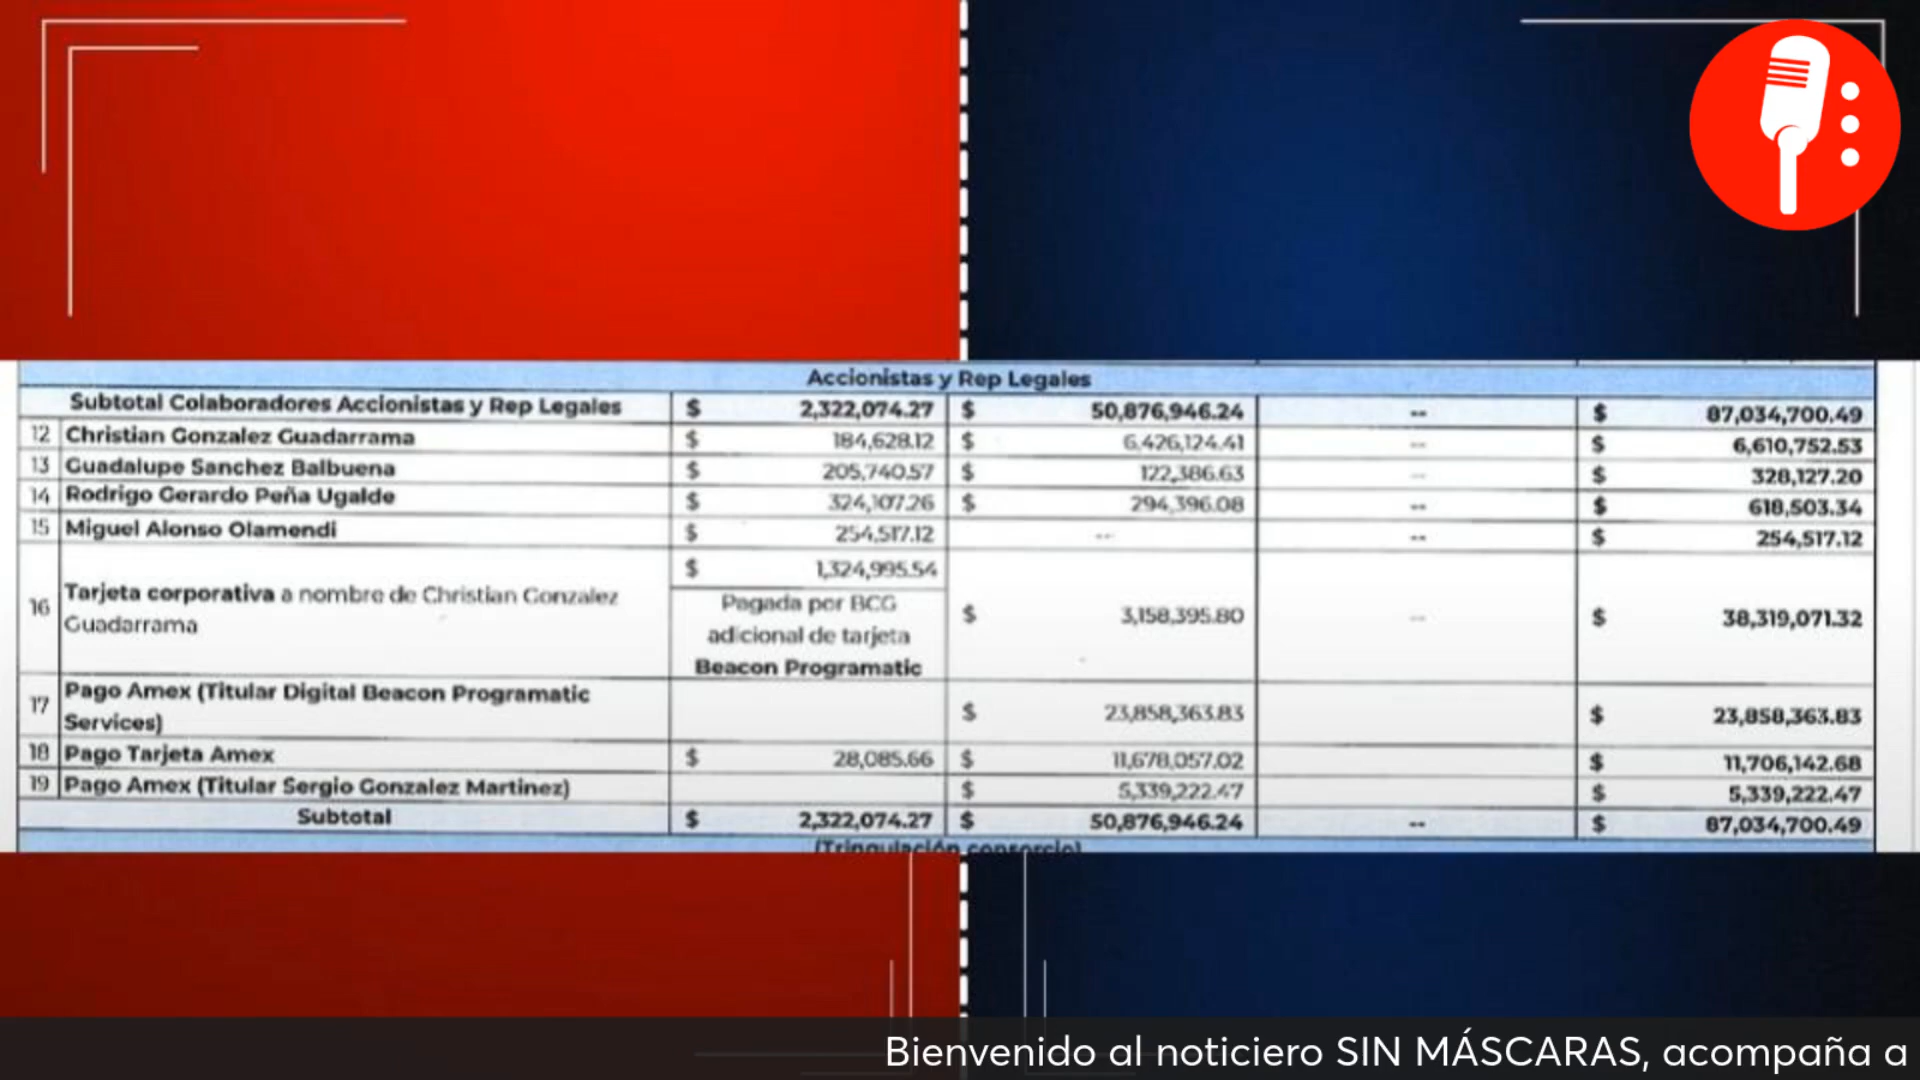 Accionistas y Rep Legales
Subtotal Colaboradores Accionistas y Rep Legales $ 2,322,074.27 $ 50,876,946.24 -- $ 87,034,700.49
12 Christian Gonzalez Guadarrama $ 184,628.12 $ 6,426,124.41 -- $ 6,610,752.53
13 Guadalupe Sanchez Balbuena $ 205,740.57 $ 122,386.63 -- $ 328,127.20
14 Rodrigo Gerardo Peña Ugalde $ 324,107.26 $ 294,396.08 -- $ 618,503.34
15 Miguel Alonso Olamendi $ 254,517.12 -- -- $ 254,517.12
16 Tarjeta corporativa a nombre de Christian Gonzalez
Guadarrama
$ 1,324,995.54
Pagada por BCG
adicional de tarjeta
Beacon Programatic
$ 3,158,395.80 -- $ 38,319,071.32
17 Pago Amex (Titular Digital Beacon Programatic
Services)
$ 23,858,363.83 $ 23,858,363.83
18 Pago Tarjeta Amex $ 28,085.66 $ 11,678,057.02 $ 11,706,142.68
19 Pago Amex (Titular Sergio Gonzalez Martinez) $ 5,339,222.47 $ 5,339,222.47
Subtotal $ 2,322,074.27 $ 50,876,946.24 -- $ 87,034,700.49
(Tringulación consorcio)
Bienvenido al noticiero SIN MÁSCARAS, acompaña a